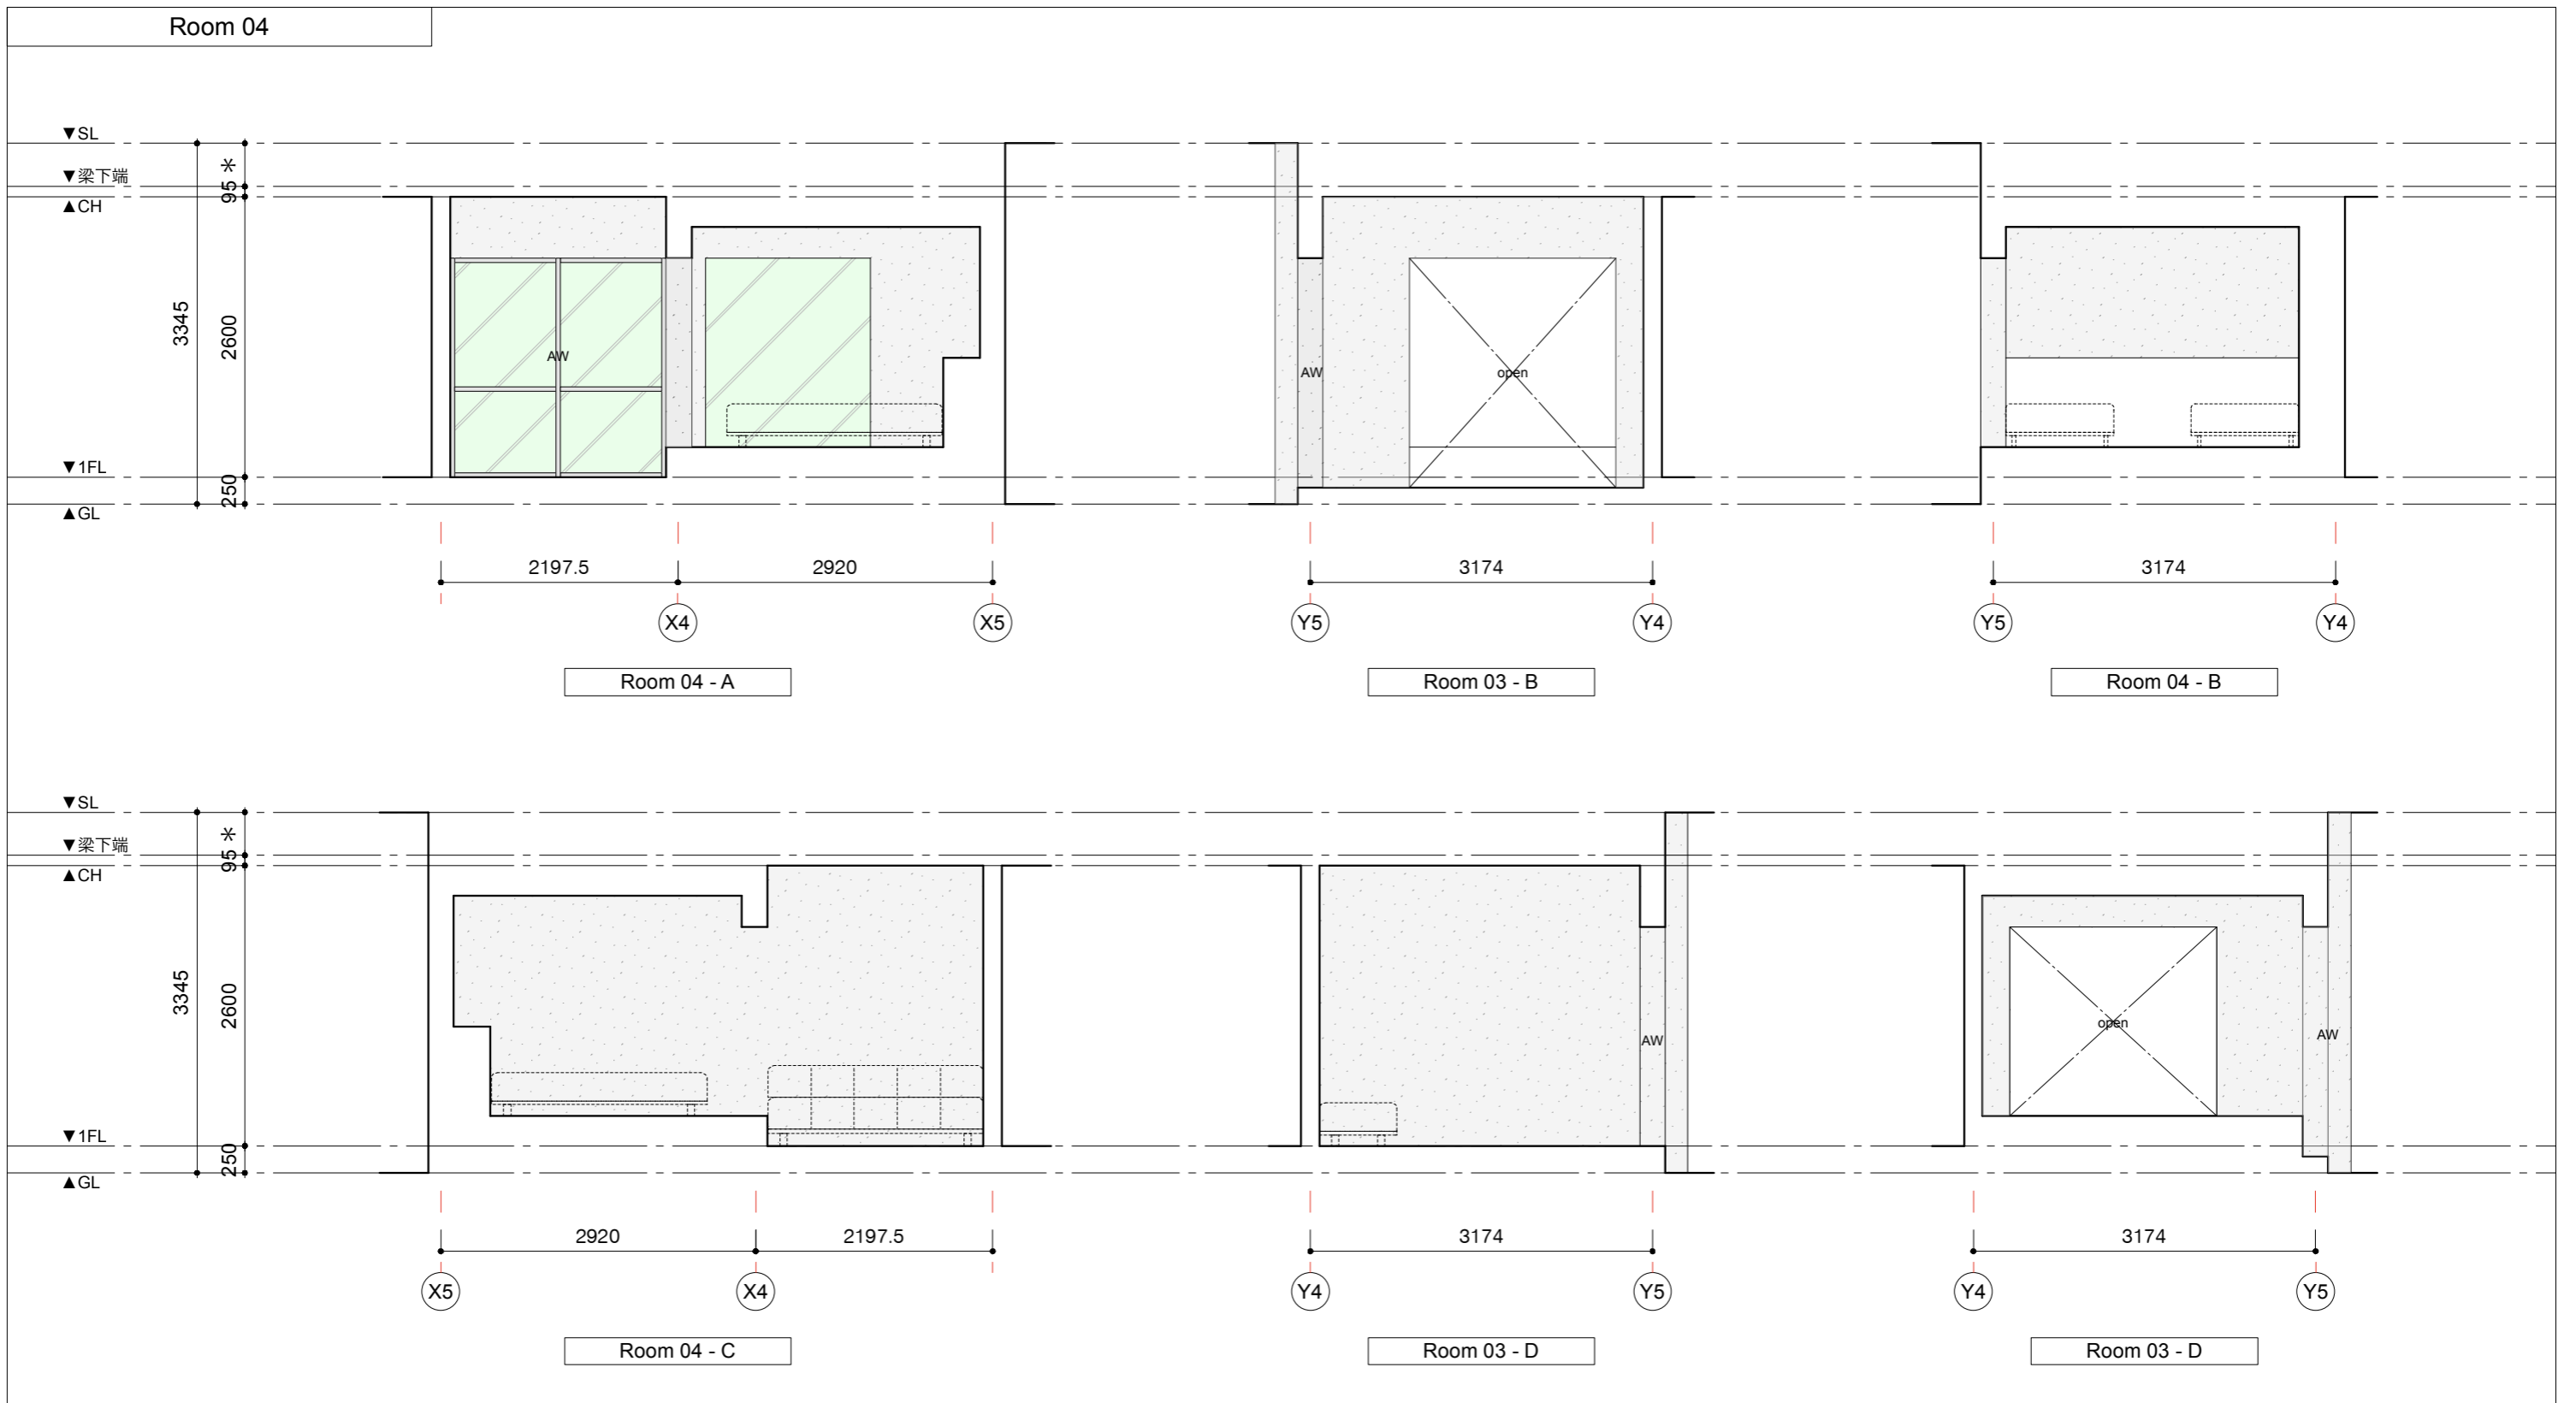 Room 04
▼SL
▼梁下端
▲CH
▼1FL
▲GL
3345
95 *
2600
250
AW
AW
open
2197.5
2920
3174
3174
X4
X5
Y5
Y4
Y5
Y4
Room 04 - A
Room 03 - B
Room 04 - B
▼SL
▼梁下端
▲CH
▼1FL
▲GL
3345
95 *
2600
250
AW
open
AW
2920
2197.5
3174
3174
X5
X4
Y4
Y5
Y4
Y5
Room 04 - C
Room 03 - D
Room 03 - D